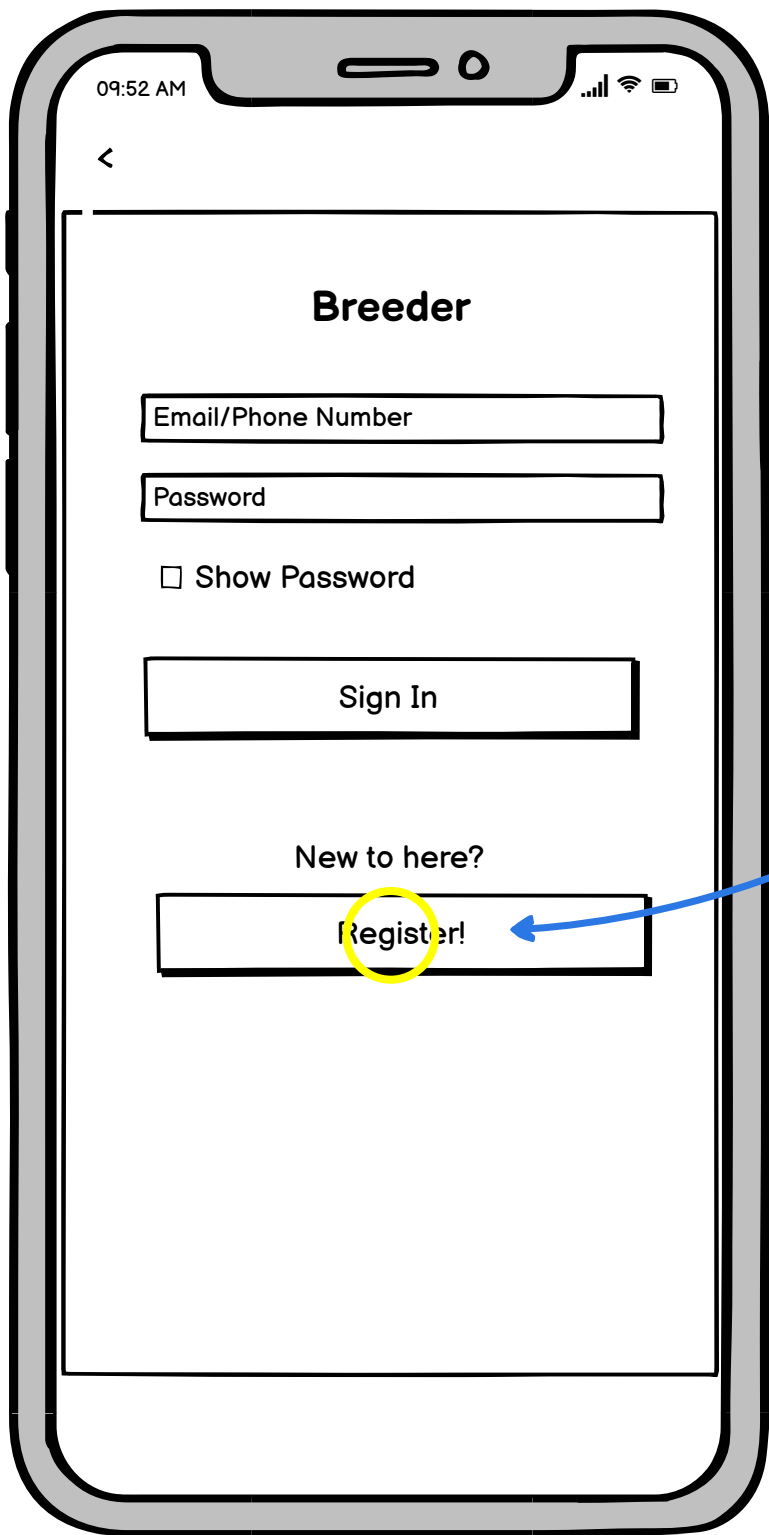 09:52 AM
<
Breeder
Email/Phone Number
Password
Show Password
Sign In
New to here?
Register!